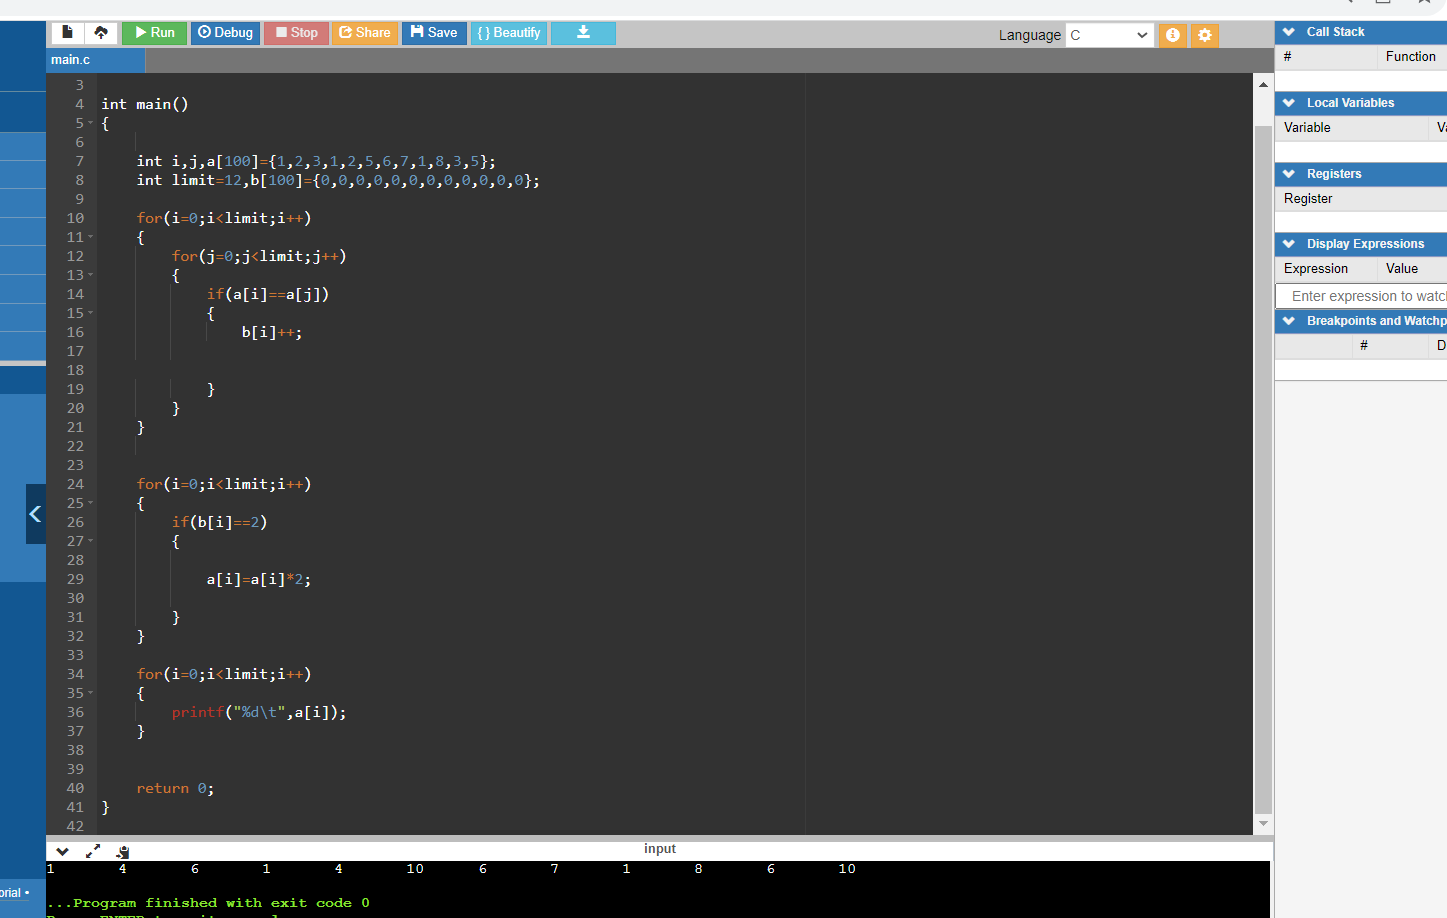 Run Debug Stop Share Save { } Beautify
Language C
main.c
3
4 int main()
5 {
6
7 int i,j,a[100]={1,2,3,1,2,5,6,7,1,8,3,5};
8 int limit=12,b[100]={0,0,0,0,0,0,0,0,0,0,0,0};
9
10 for(i=0;i<limit;i++)
11 {
12 for(j=0;j<limit;j++)
13 {
14 if(a[i]==a[j])
15 {
16 b[i]++;
17
18
19 }
20 }
21 }
22
23
24 for(i=0;i<limit;i++)
25 {
26 if(b[i]==2)
27 {
28
29 a[i]=a[i]*2;
30
31 }
32 }
33
34 for(i=0;i<limit;i++)
35 {
36 printf("%d\t",a[i]);
37 }
38
39
40 return 0;
41 }
42
input
1 4 6 1 4 10 6 7 1 8 6 10
...Program finished with exit code 0
orial •
Call Stack
# Function
Local Variables
Variable
Registers
Register
Display Expressions
Expression Value
Enter expression to watch
Breakpoints and Watchp
# D